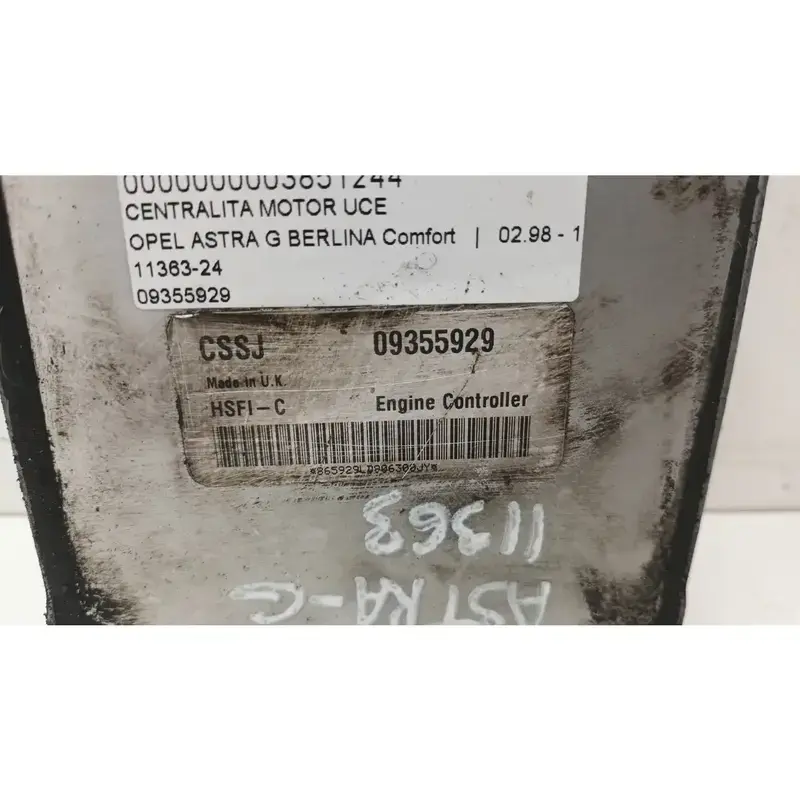 0000000003851244
CENTRALITA MOTOR UCE
OPEL ASTRA G BERLINA Comfort | 02.98 - 1
11363-24
09355929
CSSJ 09355929
Made in U.K.
HSFI-C Engine Controller
11363
ASTRA-G